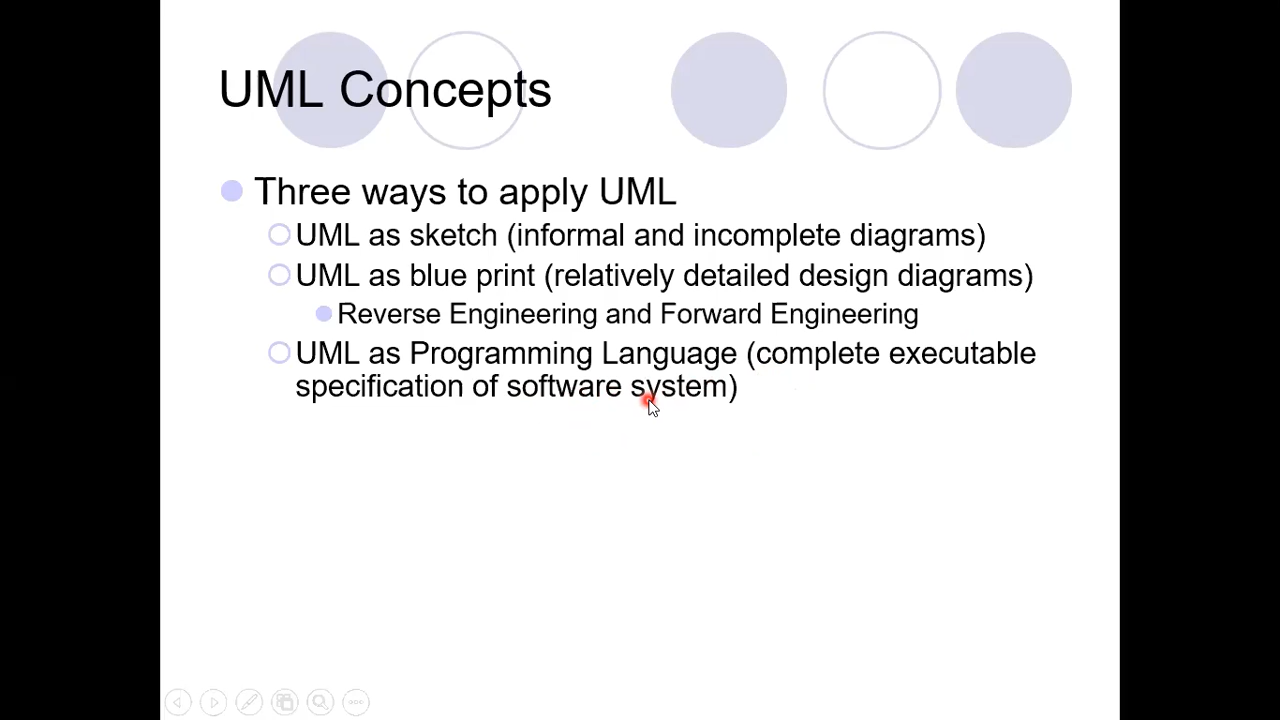 UML Concepts
Three ways to apply UML
UML as sketch (informal and incomplete diagrams)
UML as blue print (relatively detailed design diagrams)
Reverse Engineering and Forward Engineering
UML as Programming Language (complete executable
specification of software system)